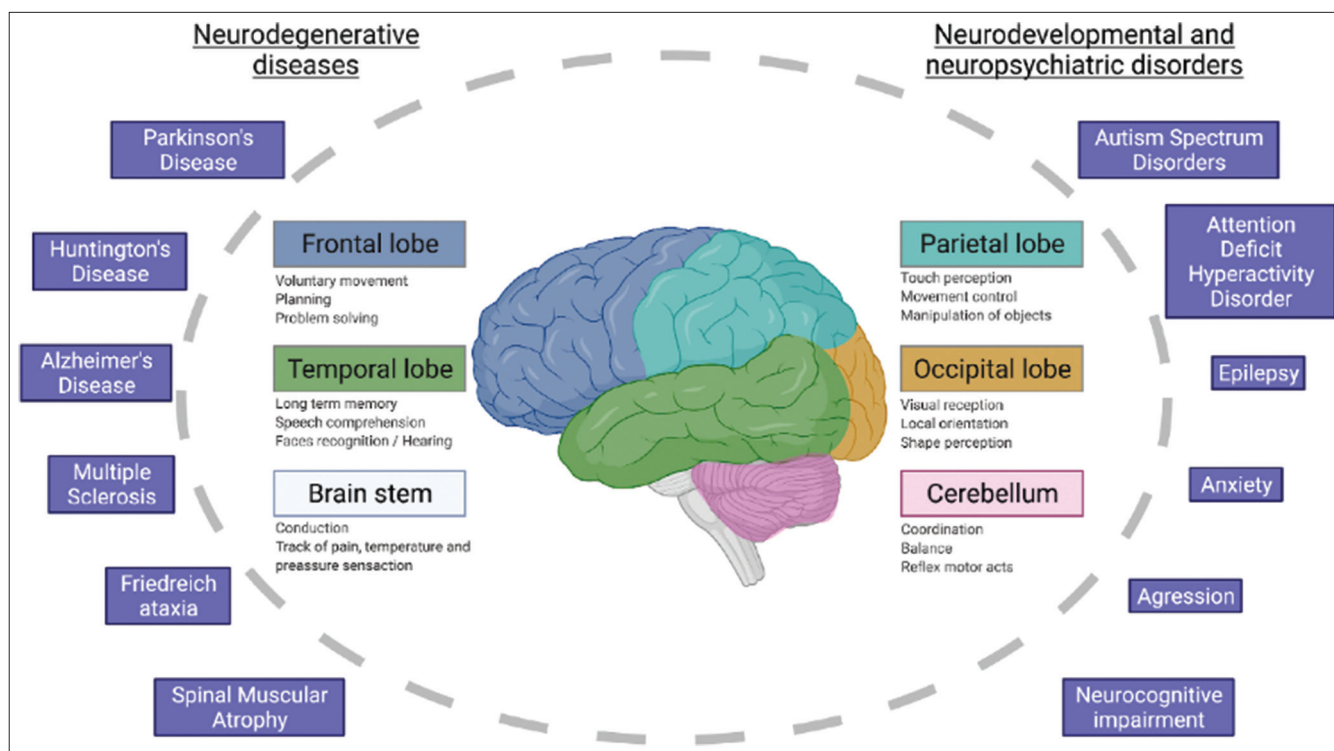 Neurodegenerative
diseases
Neurodevelopmental and
neuropsychiatric disorders
Parkinson's
Disease
Huntington's
Disease
Alzheimer's
Disease
Multiple
Sclerosis
Friedreich
ataxia
Spinal Muscular
Atrophy
Frontal lobe
Voluntary movement
Planning
Problem solving
Temporal lobe
Long term memory
Speech comprehension
Faces recognition / Hearing
Brain stem
Conduction
Track of pain, temperature and
preassure sensaction
Parietal lobe
Touch perception
Movement control
Manipulation of objects
Occipital lobe
Visual reception
Local orientation
Shape perception
Cerebellum
Coordination
Balance
Reflex motor acts
Autism Spectrum
Disorders
Attention
Deficit
Hyperactivity
Disorder
Epilepsy
Anxiety
Agression
Neurocognitive
impairment